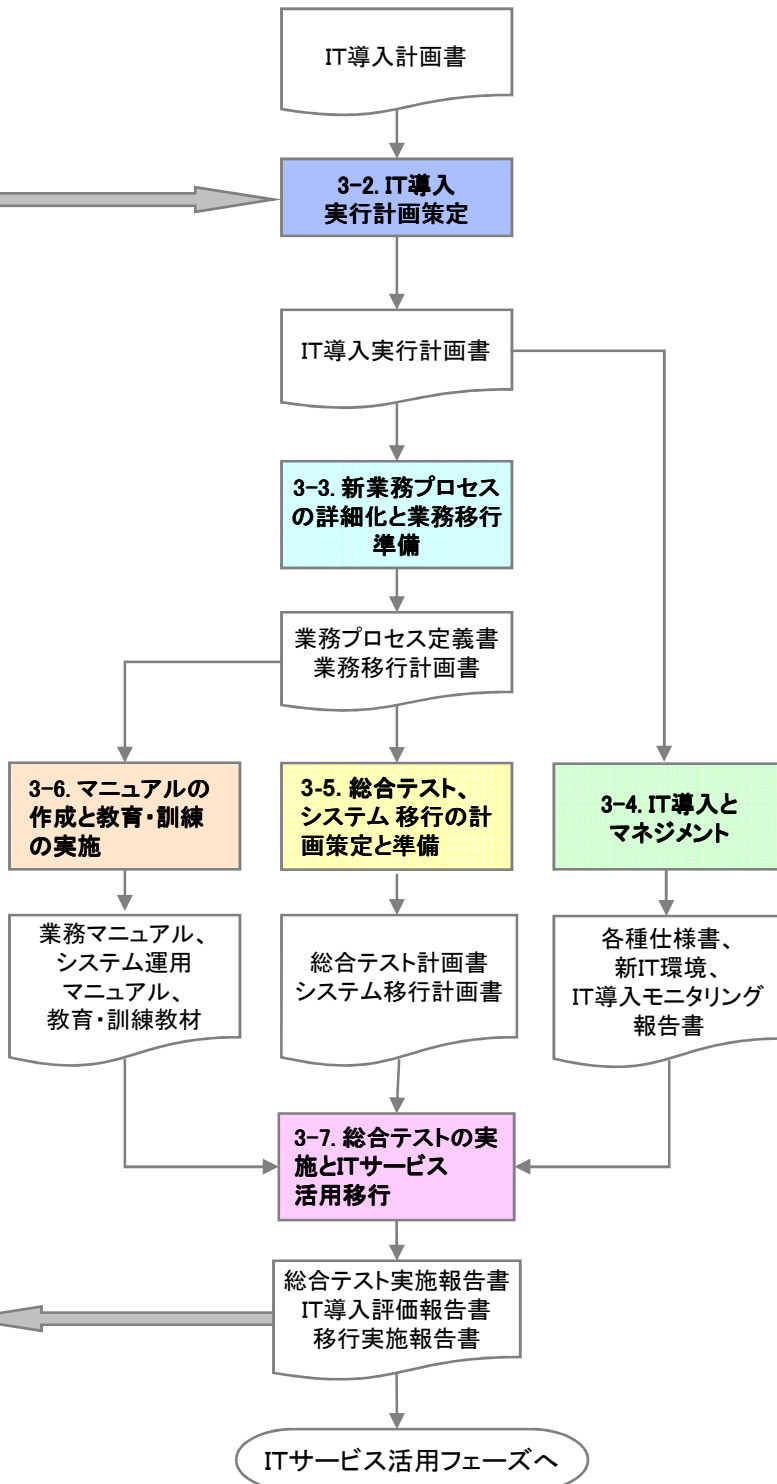 IT導入計画書
3-2. IT導入
実行計画策定
IT導入実行計画書
3-3. 新業務プロセス
の詳細化と業務移行
準備
業務プロセス定義書
業務移行計画書
3-6. マニュアルの
作成と教育・訓練
の実施
3-5. 総合テスト、
システム 移行の計
画策定と準備
3-4. IT導入と
マネジメント
業務マニュアル、
システム運用
マニュアル、
教育・訓練教材
総合テスト計画書
システム移行計画書
各種仕様書、
新IT環境、
IT導入モニタリング
報告書
3-7. 総合テストの実
施とITサービス
活用移行
総合テスト実施報告書
IT導入評価報告書
移行実施報告書
ITサービス活用フェーズへ